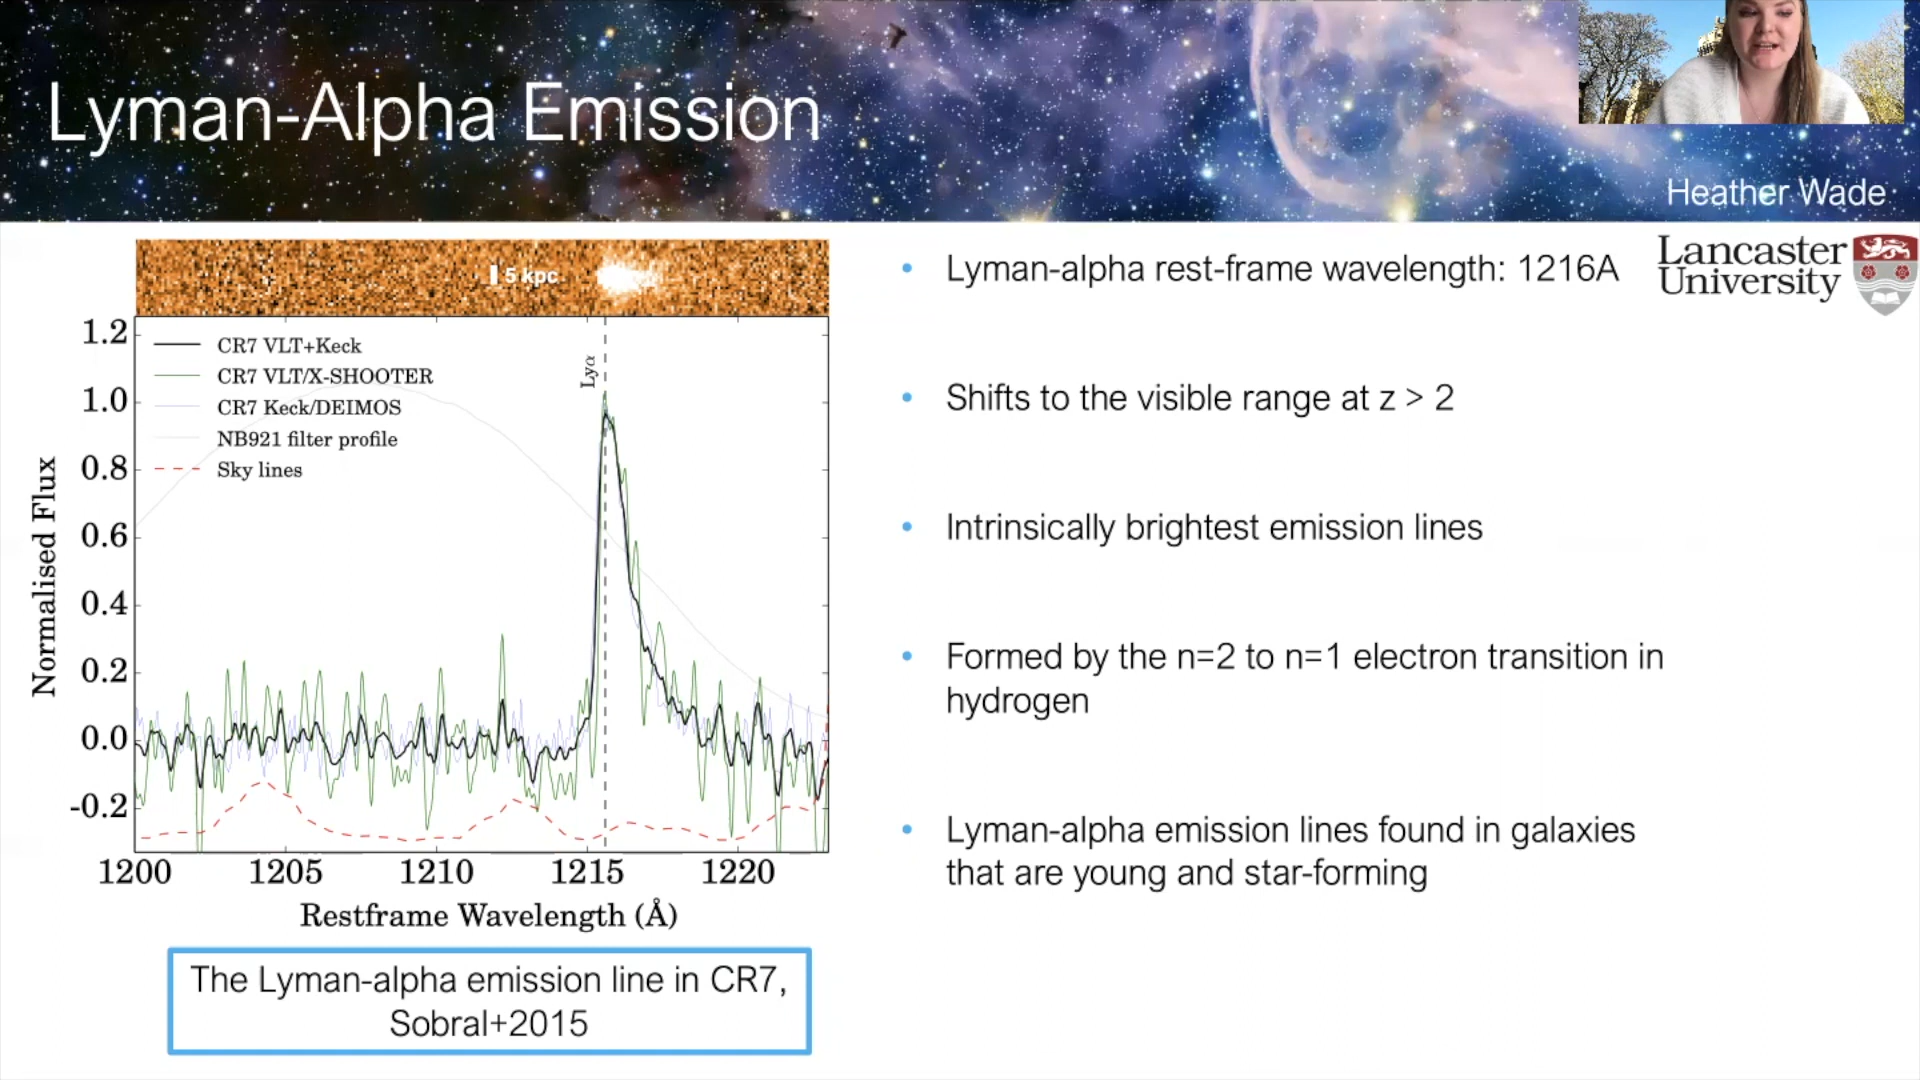 Lyman-Alpha Emission
Heather Wade
Lancaster
University
5 kpc
1.2
1.0
0.8
0.6
0.4
0.2
0.0
-0.2
Normalised Flux
CR7 VLT+Keck
CR7 VLT/X-SHOOTER
CR7 Keck/DEIMOS
NB921 filter profile
Sky lines
Lyα
1200 1205 1210 1215 1220
Restframe Wavelength (Å)
The Lyman-alpha emission line in CR7,
Sobral+2015
• Lyman-alpha rest-frame wavelength: 1216A
• Shifts to the visible range at z > 2
• Intrinsically brightest emission lines
• Formed by the n=2 to n=1 electron transition in
hydrogen
• Lyman-alpha emission lines found in galaxies
that are young and star-forming